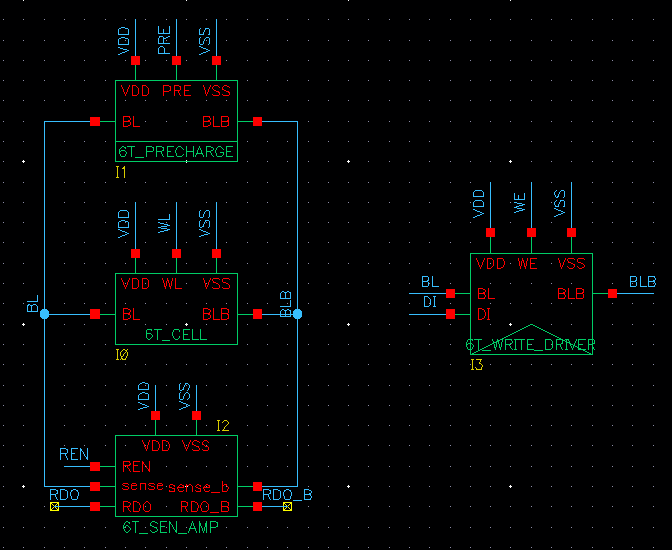 VDD PRE VSS
VDD PRE VSS
BL BLB
6T_PRECHARGE
I1
VDD WL VSS
VDD WL VSS
BL BL BLB BLB
6T_CELL
I0
VDD VSS
I2
VDD VSS
REN REN
sense sense_b
RDO RDO_B
RDO RDO_B
6T_SEN_AMP
VDD WE VSS
VDD WE VSS
BL BLB
BL BLB
DI
DI
6T_WRITE_DRIVER
I3